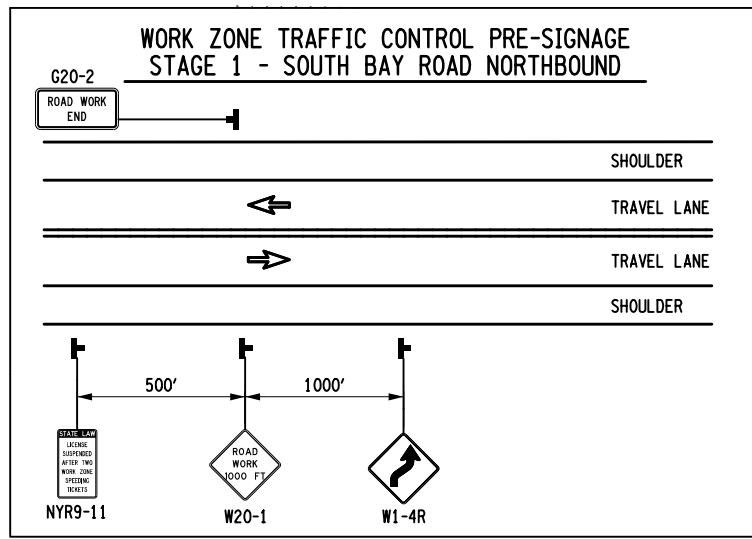 WORK ZONE TRAFFIC CONTROL PRE-SIGNAGE
STAGE 1 - SOUTH BAY ROAD NORTHBOUND
G20-2
ROAD WORK
END
SHOULDER
TRAVEL LANE
TRAVEL LANE
SHOULDER
500'
1000'
STATE LAW
LICENSE
SUSPENDED
AFTER TWO
WORK ZONE
SPEEDING
TICKETS
NYR9-11
ROAD
WORK
1000 FT
W20-1
W1-4R